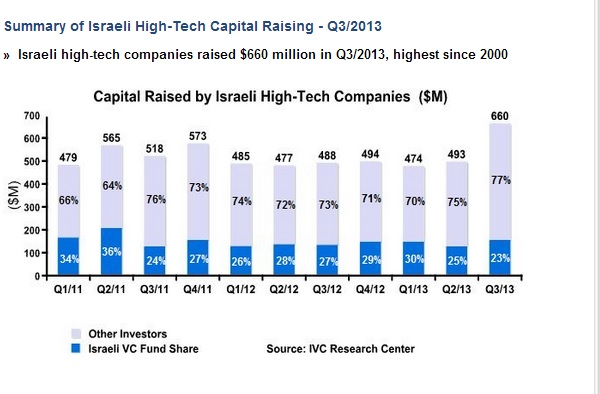 Summary of Israeli High-Tech Capital Raising - Q3/2013
» Israeli high-tech companies raised $660 million in Q3/2013, highest since 2000
Capital Raised by Israeli High-Tech Companies ($M)
($M)
700
600
500
400
300
200
100
0
479 565 518 573 485 477 488 494 474 493 660
66% 64% 76% 73% 74% 72% 73% 71% 70% 75% 77%
34% 36% 24% 27% 26% 28% 27% 29% 30% 25% 23%
Q1/11 Q2/11 Q3/11 Q4/11 Q1/12 Q2/12 Q3/12 Q4/12 Q1/13 Q2/13 Q3/13
Other Investors
Israeli VC Fund Share Source: IVC Research Center